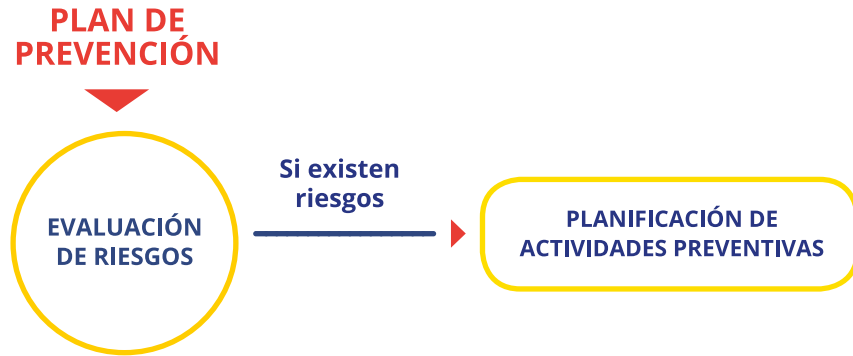 PLAN DE
PREVENCIÓN
EVALUACIÓN
DE RIESGOS
Si existen
riesgos
PLANIFICACIÓN DE
ACTIVIDADES PREVENTIVAS